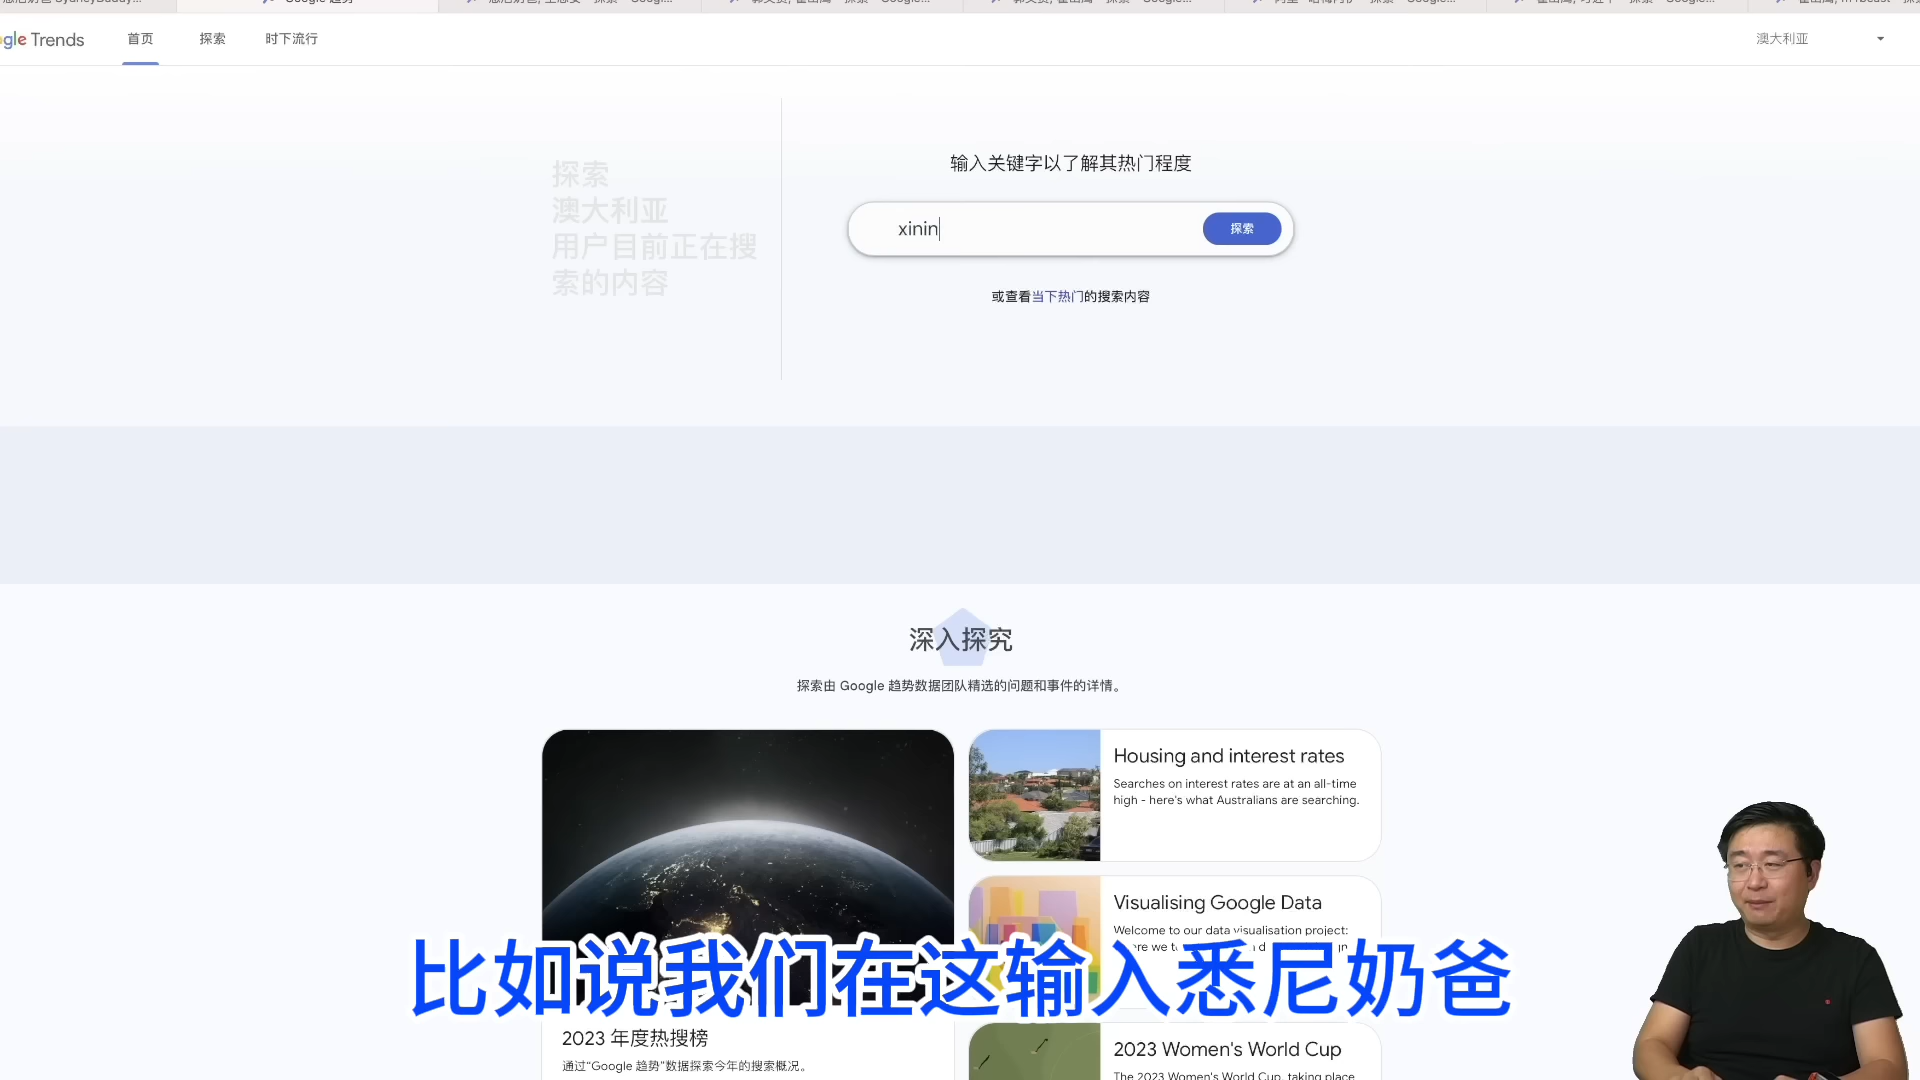 gle Trends
首页
探索
时下流行
澳大利亚
探索
澳大利亚
用户目前正在搜
索的内容
输入关键字以了解其热门程度
xinin
探索
或查看当下热门的搜索内容
深入探究
探索由 Google 趋势数据团队精选的问题和事件的详情。
Housing and interest rates
Searches on interest rates are at an all-time
high - here's what Australians are searching.
Visualising Google Data
Welcome to our data visualisation project:
比如说我们在这输入悉尼奶爸
2023 年度热搜榜
通过“Google 趋势”数据探索今年的搜索概况。
2023 Women's World Cup
The 2023 Women's World Cup, taking place